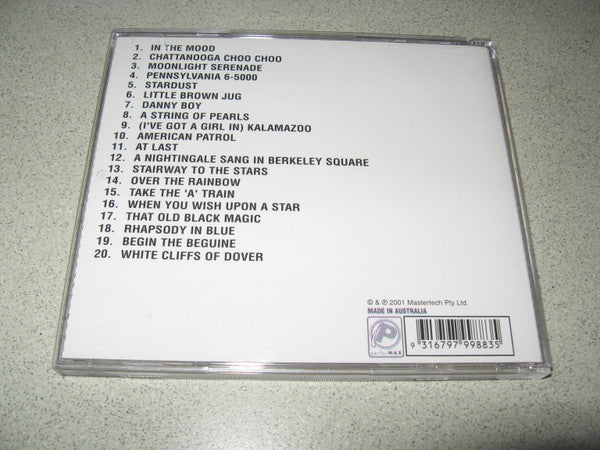 1. IN THE MOOD
2. CHATTANOOGA CHOO CHOO
3. MOONLIGHT SERENADE
4. PENNSYLVANIA 6-5000
5. STARDUST
6. LITTLE BROWN JUG
7. DANNY BOY
8. A STRING OF PEARLS
9. (I'VE GOT A GIRL IN) KALAMAZOO
10. AMERICAN PATROL
11. AT LAST
12. A NIGHTINGALE SANG IN BERKELEY SQUARE
13. STAIRWAY TO THE STARS
14. OVER THE RAINBOW
15. TAKE THE 'A' TRAIN
16. WHEN YOU WISH UPON A STAR
17. THAT OLD BLACK MAGIC
18. RHAPSODY IN BLUE
19. BEGIN THE BEGUINE
20. WHITE CLIFFS OF DOVER
© & ℗ 2001 Mastertech Pty Ltd.
MADE IN AUSTRALIA
P
9 316797 998835